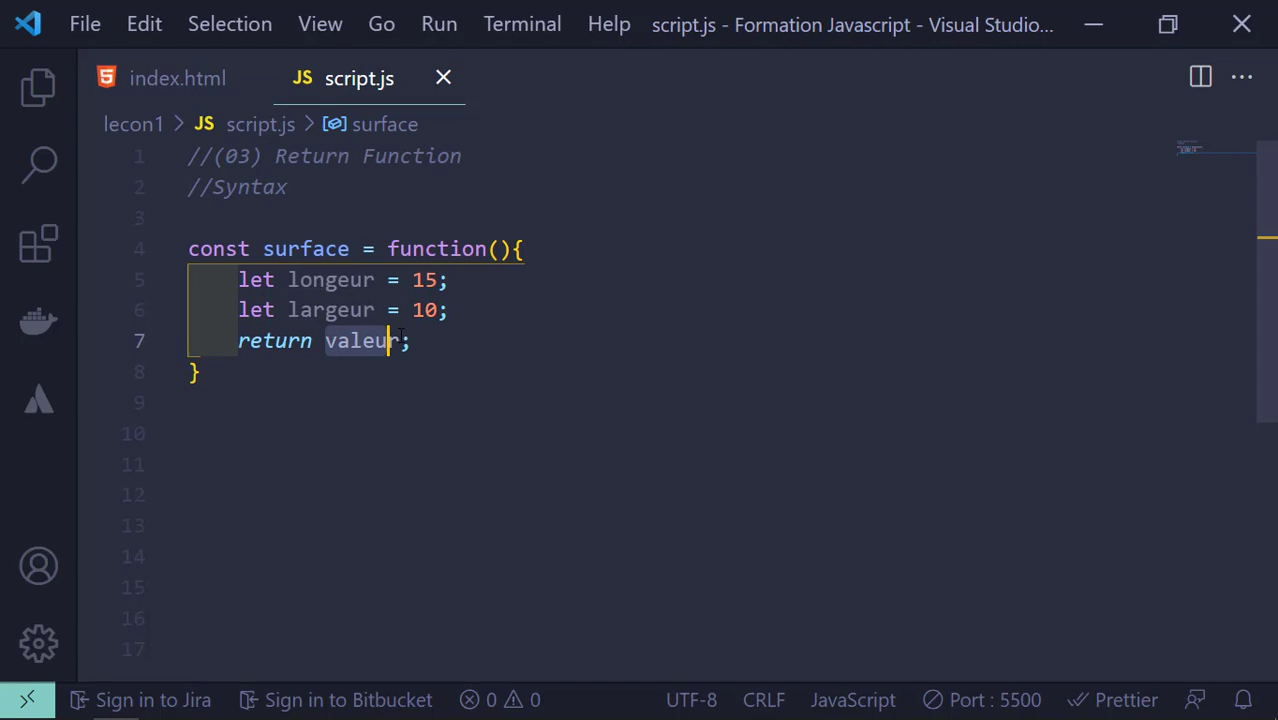 File Edit Selection View Go Run Terminal Help script.js - Formation Javascript - Visual Studio...
index.html JS script.js
lecon1 > JS script.js > surface
1 //(03) Return Function
2 //Syntax
3
4 const surface = function(){
5 let longeur = 15;
6 let largeur = 10;
7 return valeur;
8 }
9
10
11
12
13
14
15
16
17
Sign in to Jira Sign in to Bitbucket 0 0 UTF-8 CRLF JavaScript Port : 5500 Prettier